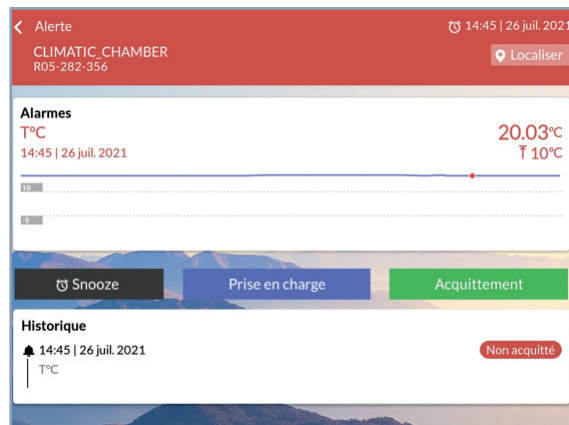 Alerte
14:45 | 26 juil. 2021
CLIMATIC_CHAMBER
R05-282-356
Localiser
Alarmes
T°C
20.03°C
14:45 | 26 juil. 2021
10°C
10
-5
Snooze
Prise en charge
Acquittement
Historique
14:45 | 26 juil. 2021
Non acquitté
T°C